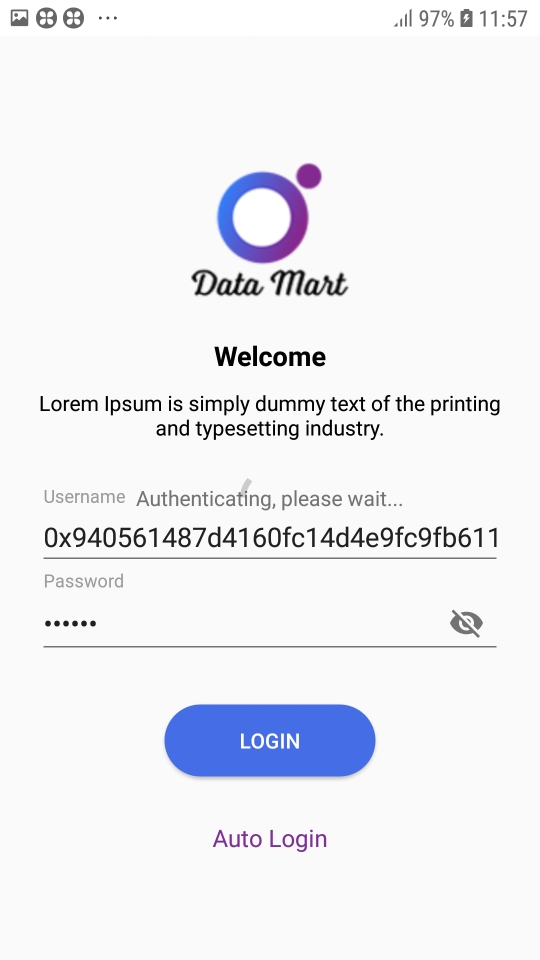 97% 11:57
Data Mart
Welcome
Lorem Ipsum is simply dummy text of the printing
and typesetting industry.
Username Authenticating, please wait...
0x940561487d4160fc14d4e9fc9fb611
Password
••••••
LOGIN
Auto Login